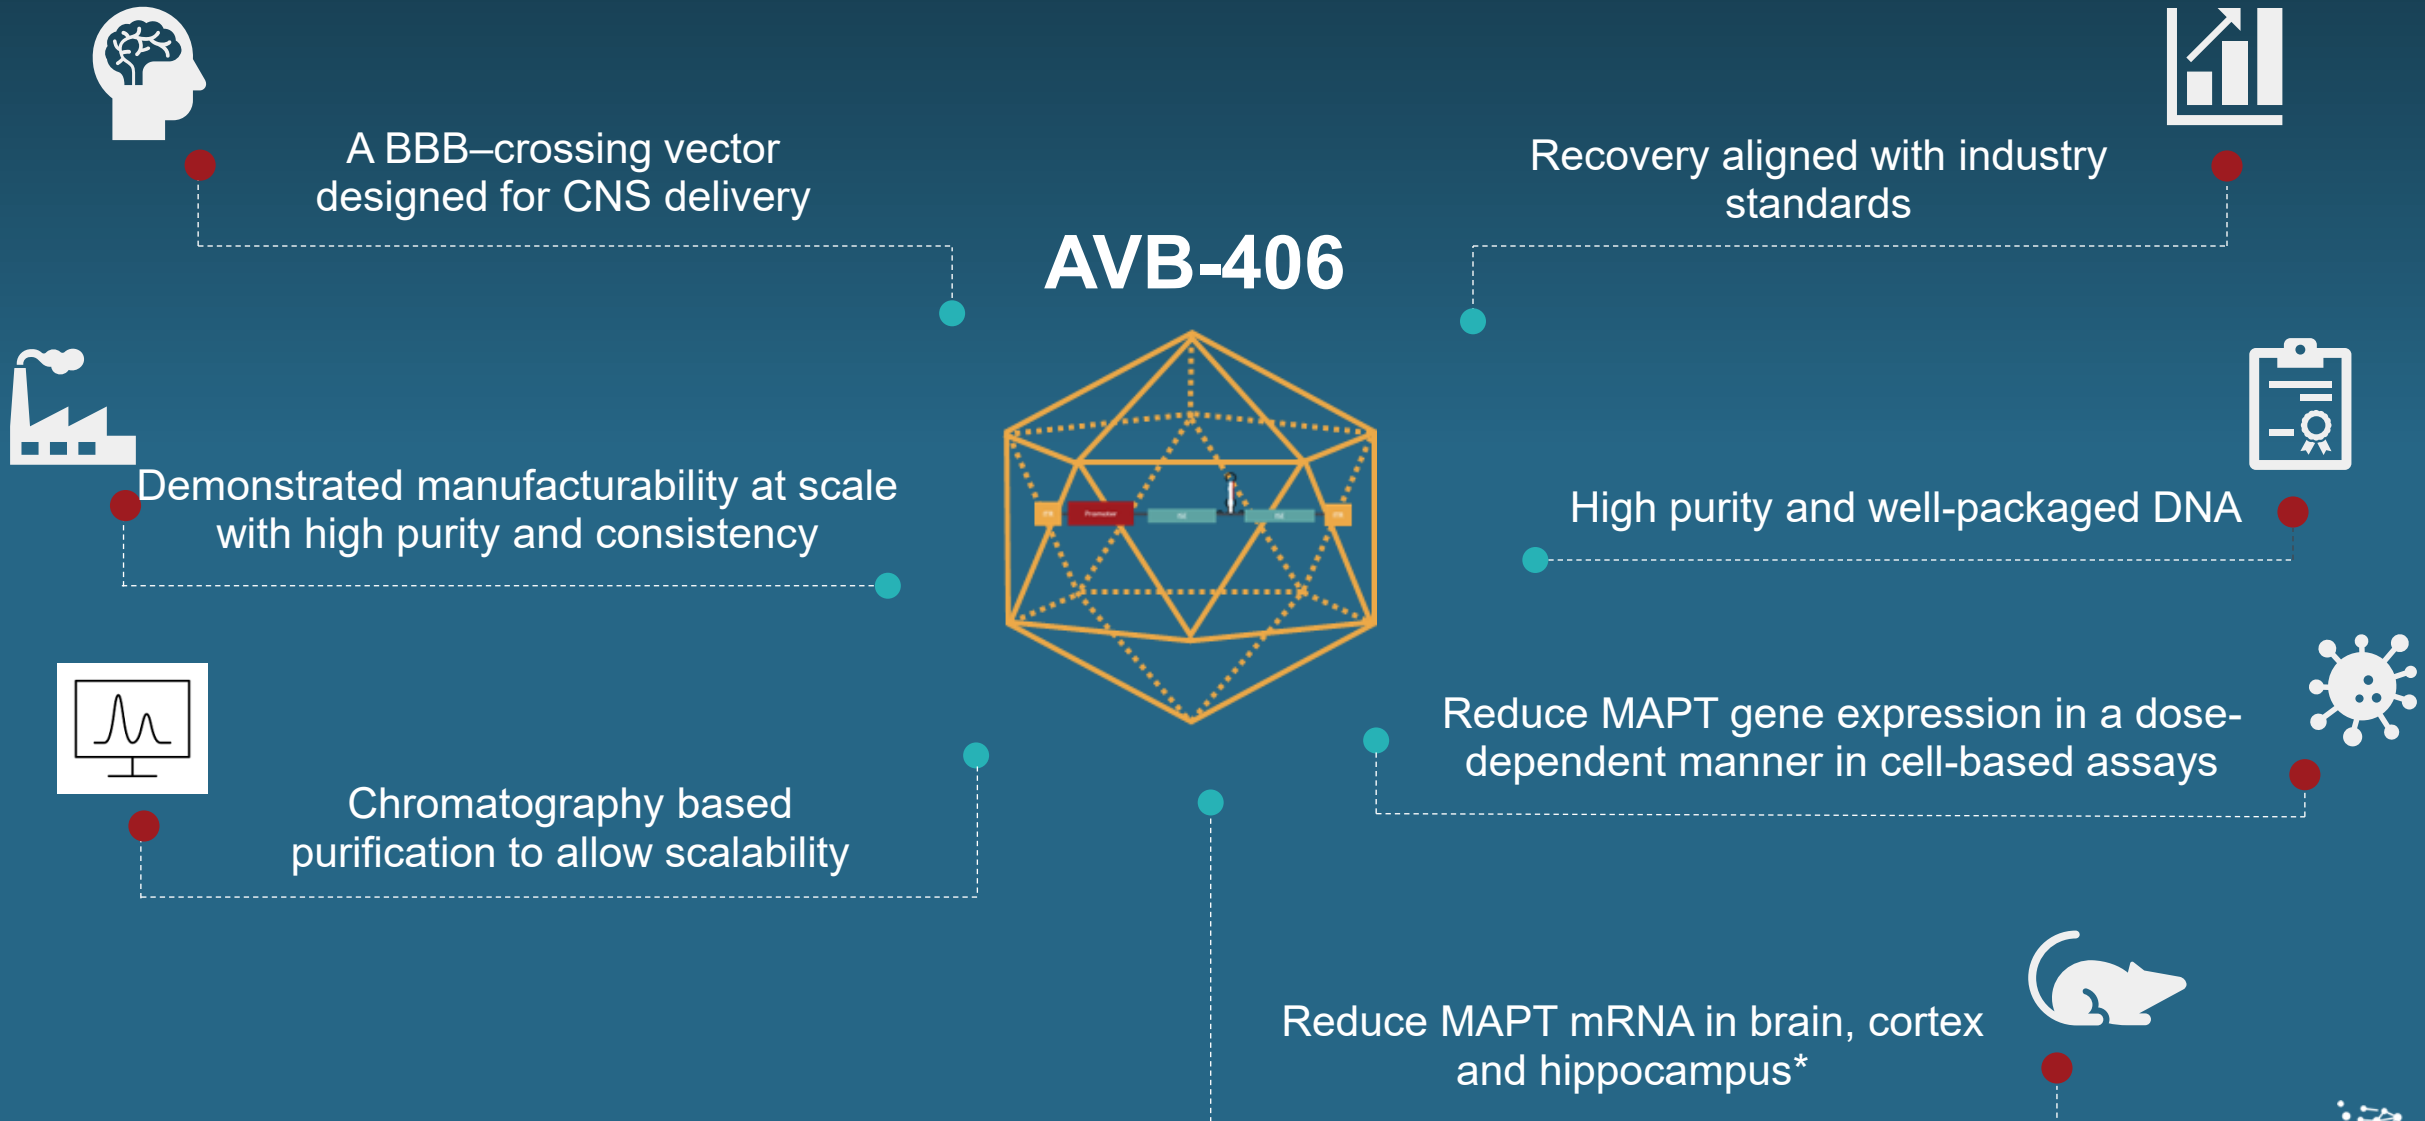 A BBB–crossing vector
designed for CNS delivery
Recovery aligned with industry
standards
AVB-406
Demonstrated manufacturability at scale
with high purity and consistency
High purity and well-packaged DNA
Promoter
Reduce MAPT gene expression in a dose-
dependent manner in cell-based assays
Chromatography based
purification to allow scalability
Reduce MAPT mRNA in brain, cortex
and hippocampus*